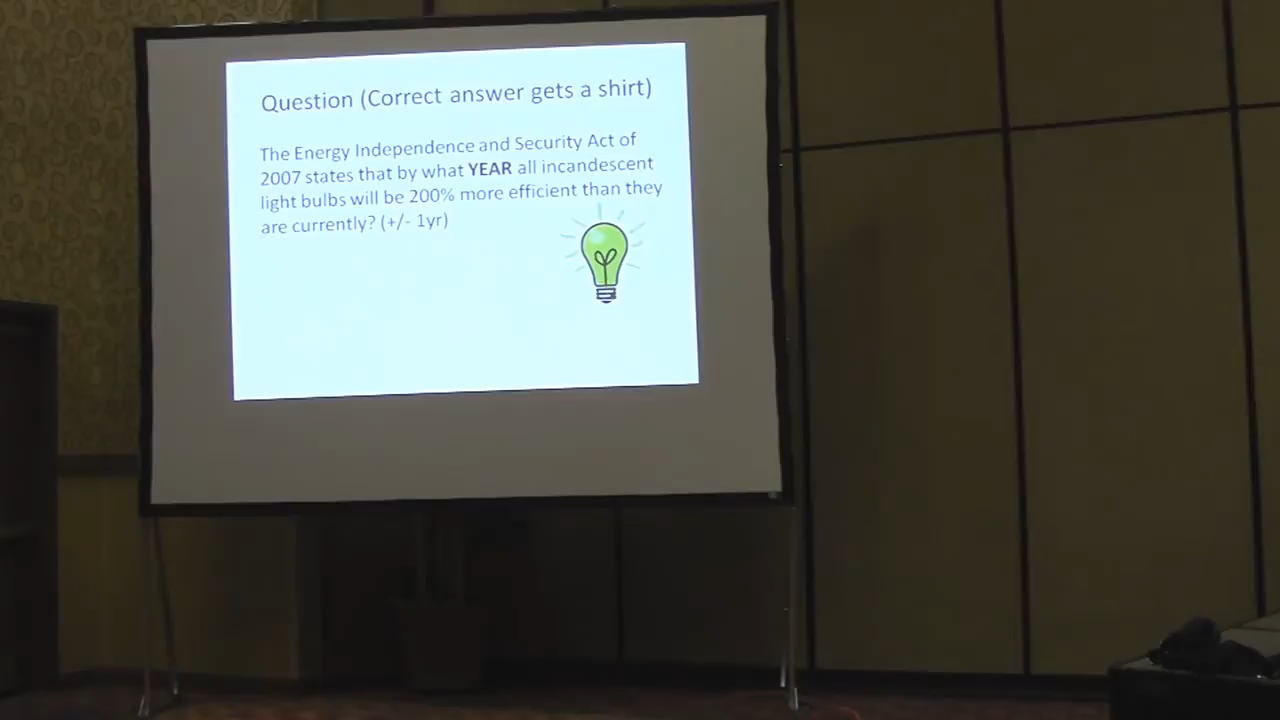 Question (Correct answer gets a shirt)
The Energy Independence and Security Act of
2007 states that by what YEAR all incandescent
light bulbs will be 200% more efficient than they
are currently? (+/- 1yr)